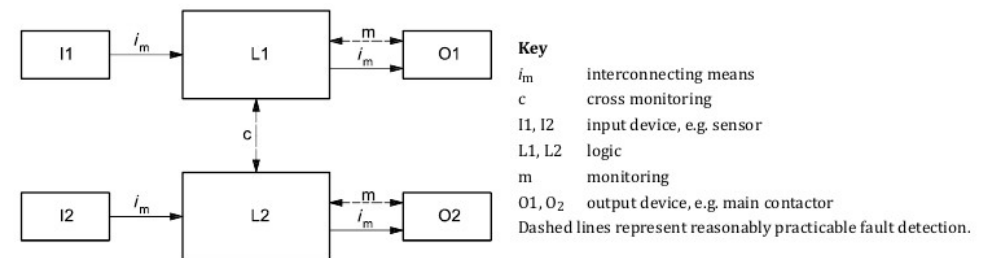 I1
i_m
L1
m
i_m
O1
c
I2
i_m
L2
m
i_m
O2
Key
i_m interconnecting means
c cross monitoring
I1, I2 input device, e.g. sensor
L1, L2 logic
m monitoring
O1, O₂ output device, e.g. main contactor
Dashed lines represent reasonably practicable fault detection.